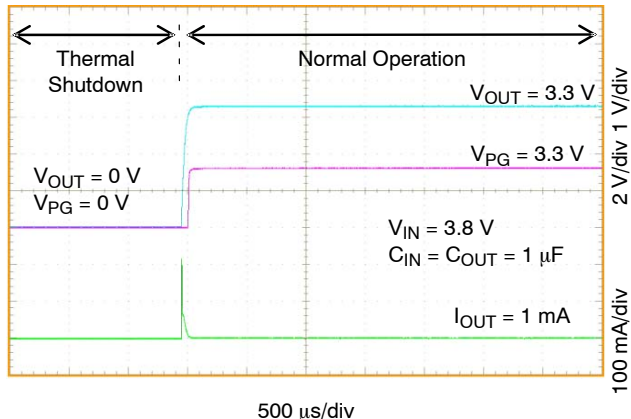 Thermal
Shutdown
Normal Operation
VOUT = 3.3 V
VOUT = 0 V
VPG = 0 V
VPG = 3.3 V
VIN = 3.8 V
CIN = COUT = 1 μF
IOUT = 1 mA
100 mA/div 2 V/div 1 V/div
500 μs/div